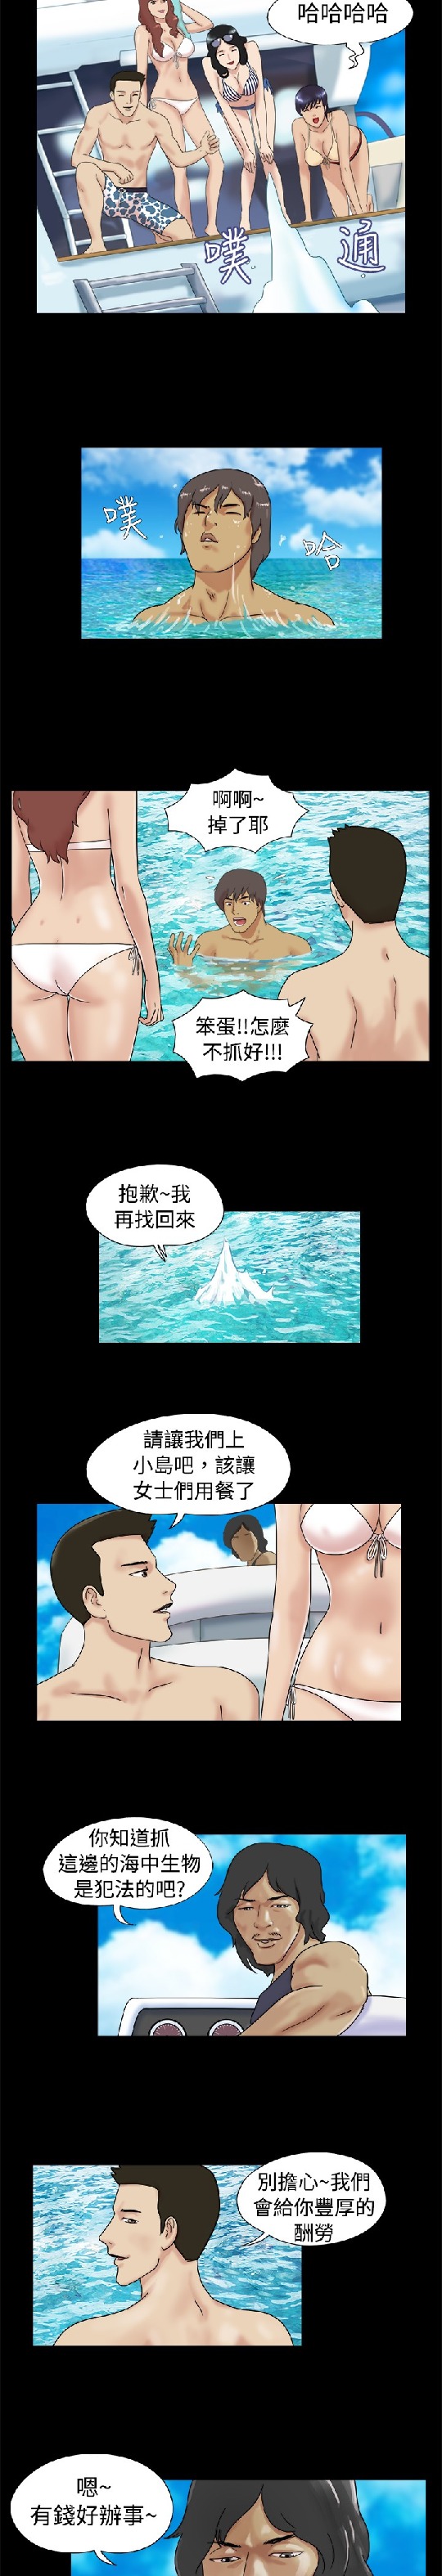 哈哈哈哈
噗
通
噗
哈
啊啊~
掉了耶
笨蛋!!怎麼
不抓好!!!
抱歉~我
再找回來
請讓我們上
小島吧,該讓
女士們用餐了
你知道抓
這邊的海中生物
是犯法的吧?
別擔心~我們
會給你豐厚的
酬勞
嗯~
有錢好辦事~